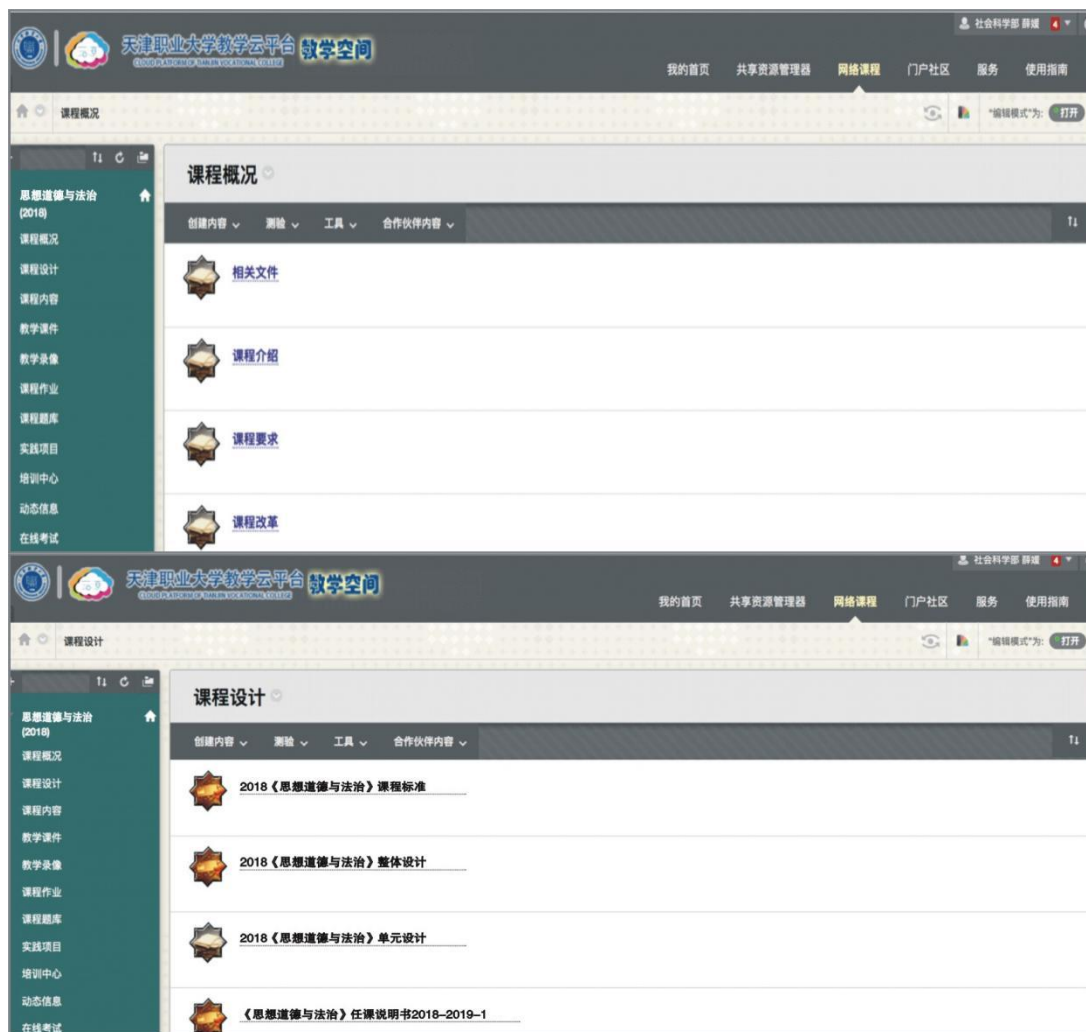 社会科学部 薛媛 4
天津职业大学教学云平台 数学空间
CLOUD PLATFORM OF TIANJIN VOCATIONAL COLLEGE
我的首页 共享资源管理器 网络课程 门户社区 服务 使用指南
课程概况 "编辑模式"为: 打开
思想道德与法治
(2018)
课程概况
课程设计
课程内容
教学课件
教学录像
课程作业
课程题库
实践项目
培训中心
动态信息
在线考试
课程概况
创建内容 测验 工具 合作伙伴内容
相关文件
课程介绍
课程要求
课程改革
社会科学部 薛媛 4
天津职业大学教学云平台 数学空间
CLOUD PLATFORM OF TIANJIN VOCATIONAL COLLEGE
我的首页 共享资源管理器 网络课程 门户社区 服务 使用指南
课程设计 "编辑模式"为: 打开
思想道德与法治
(2018)
课程概况
课程设计
课程内容
教学课件
教学录像
课程作业
课程题库
实践项目
培训中心
动态信息
在线考试
课程设计
创建内容 测验 工具 合作伙伴内容
2018《思想道德与法治》课程标准
2018《思想道德与法治》整体设计
2018《思想道德与法治》单元设计
《思想道德与法治》任课说明书2018–2019–1